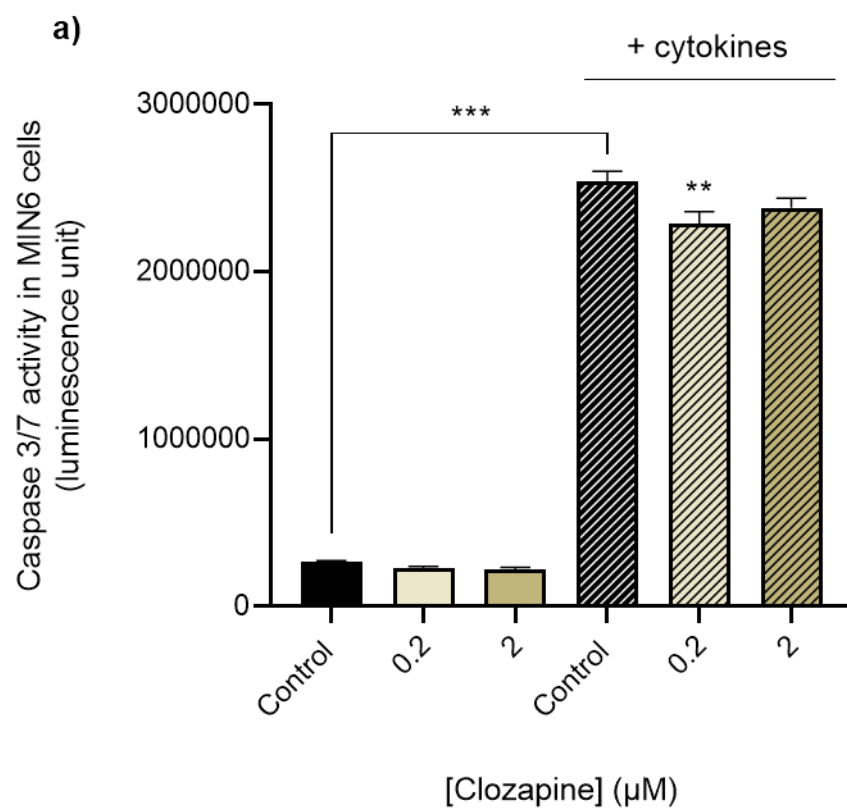 a)
+ cytokines
Caspase 3/7 activity in MIN6 cells
(luminescence unit)
3000000
2000000
1000000
0
***
**
Control
0.2
2
Control
0.2
2
[Clozapine] (µM)